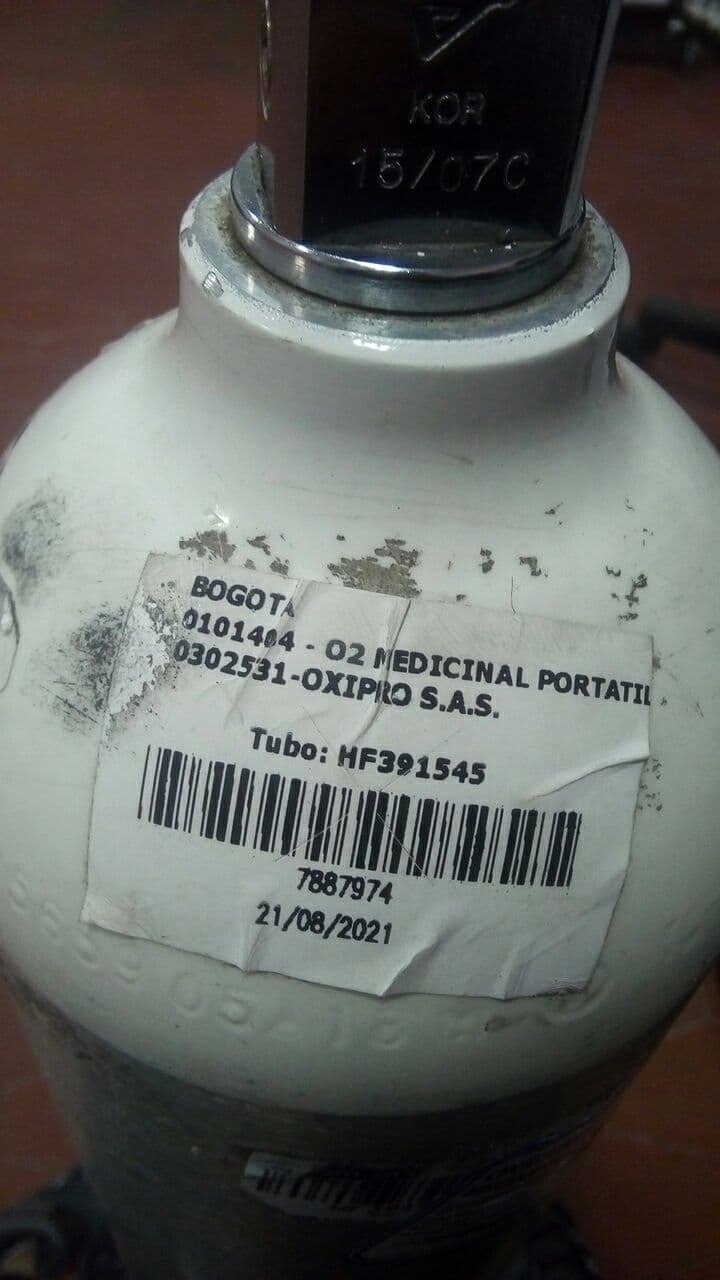 KOR
15/07C
BOGOTA
0101404 - O2 MEDICINAL PORTATIL
0302531-OXIPRO S.A.S.
Tubo: HF391545
7887974
21/08/2021